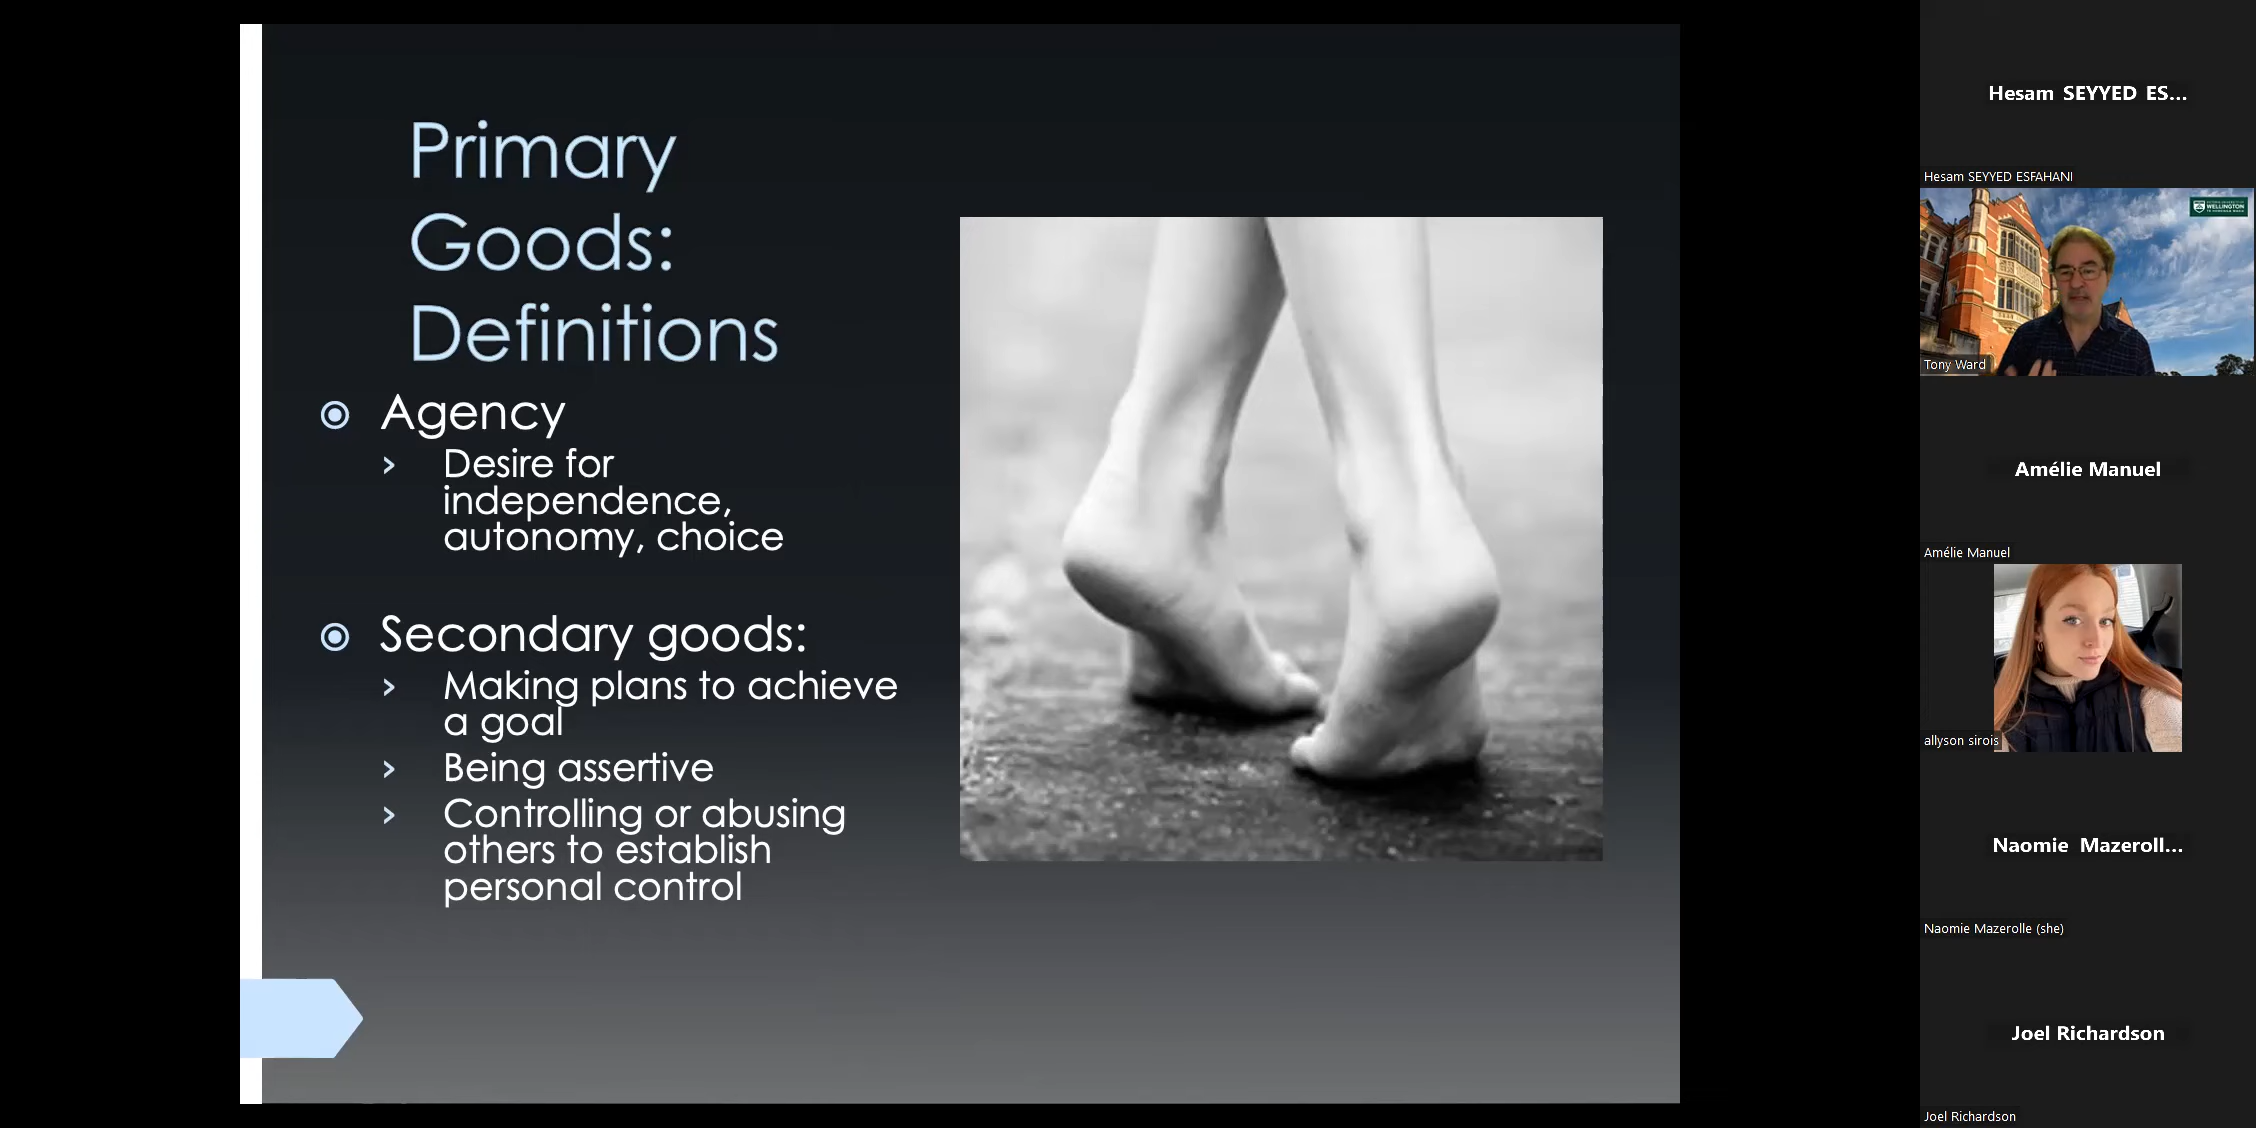 Primary
Goods:
Definitions
Agency
Desire for
independence,
autonomy, choice
Secondary goods:
Making plans to achieve
a goal
Being assertive
Controlling or abusing
others to establish
personal control
Hesam SEYYED ES...
Hesam SEYYED ESFAHANI
WELLINGTON
Tony Ward
Amélie Manuel
Amélie Manuel
allyson sirois
Naomie Mazeroll...
Naomie Mazerolle (she)
Joel Richardson
Joel Richardson